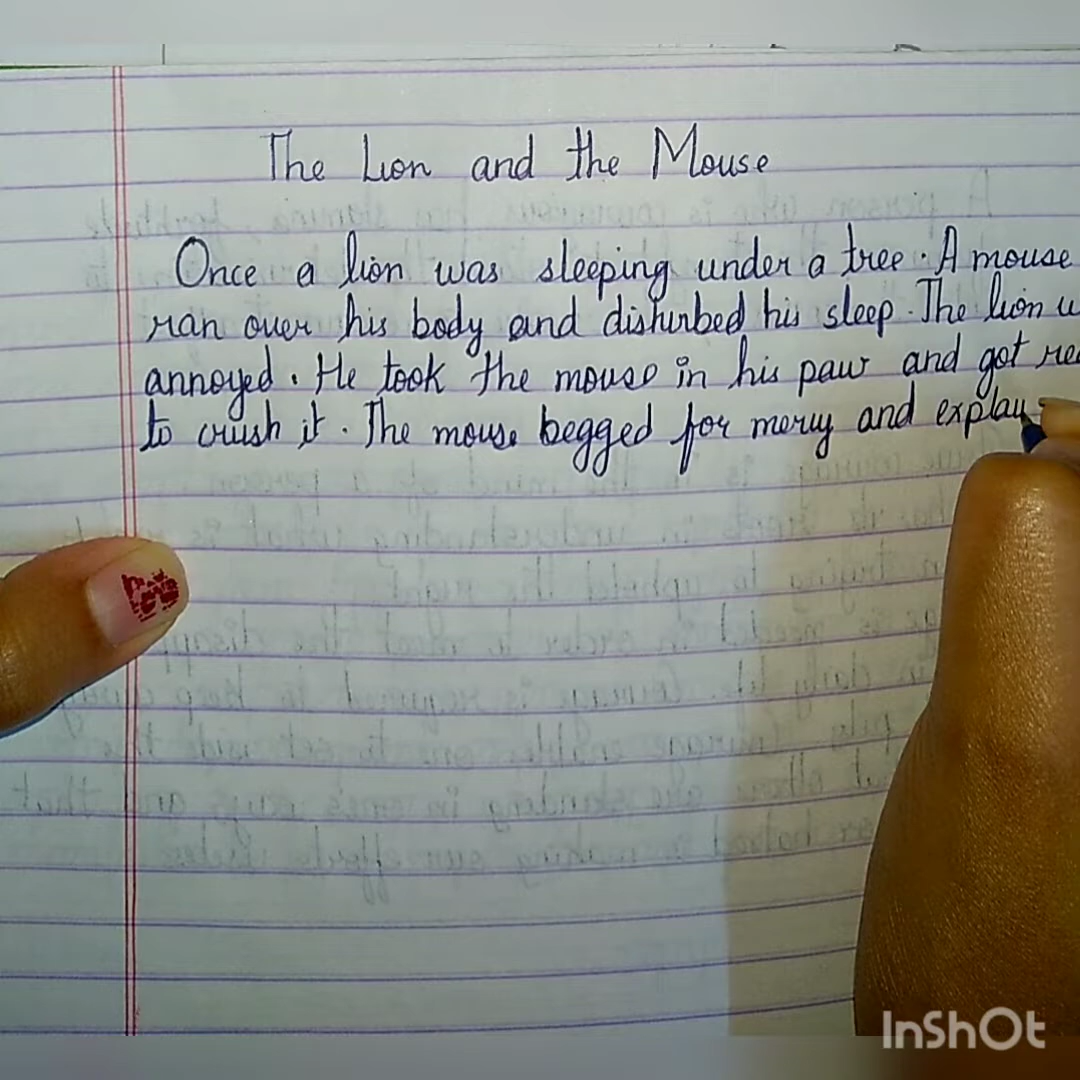 The Lion and the Mouse
Once a lion was sleeping under a tree. A mouse
ran over his body and disturbed his sleep. The lion w
annoyed. He took the mouse in his paw and got rea
to crush it. The mouse begged for mercy and explai
InShOt